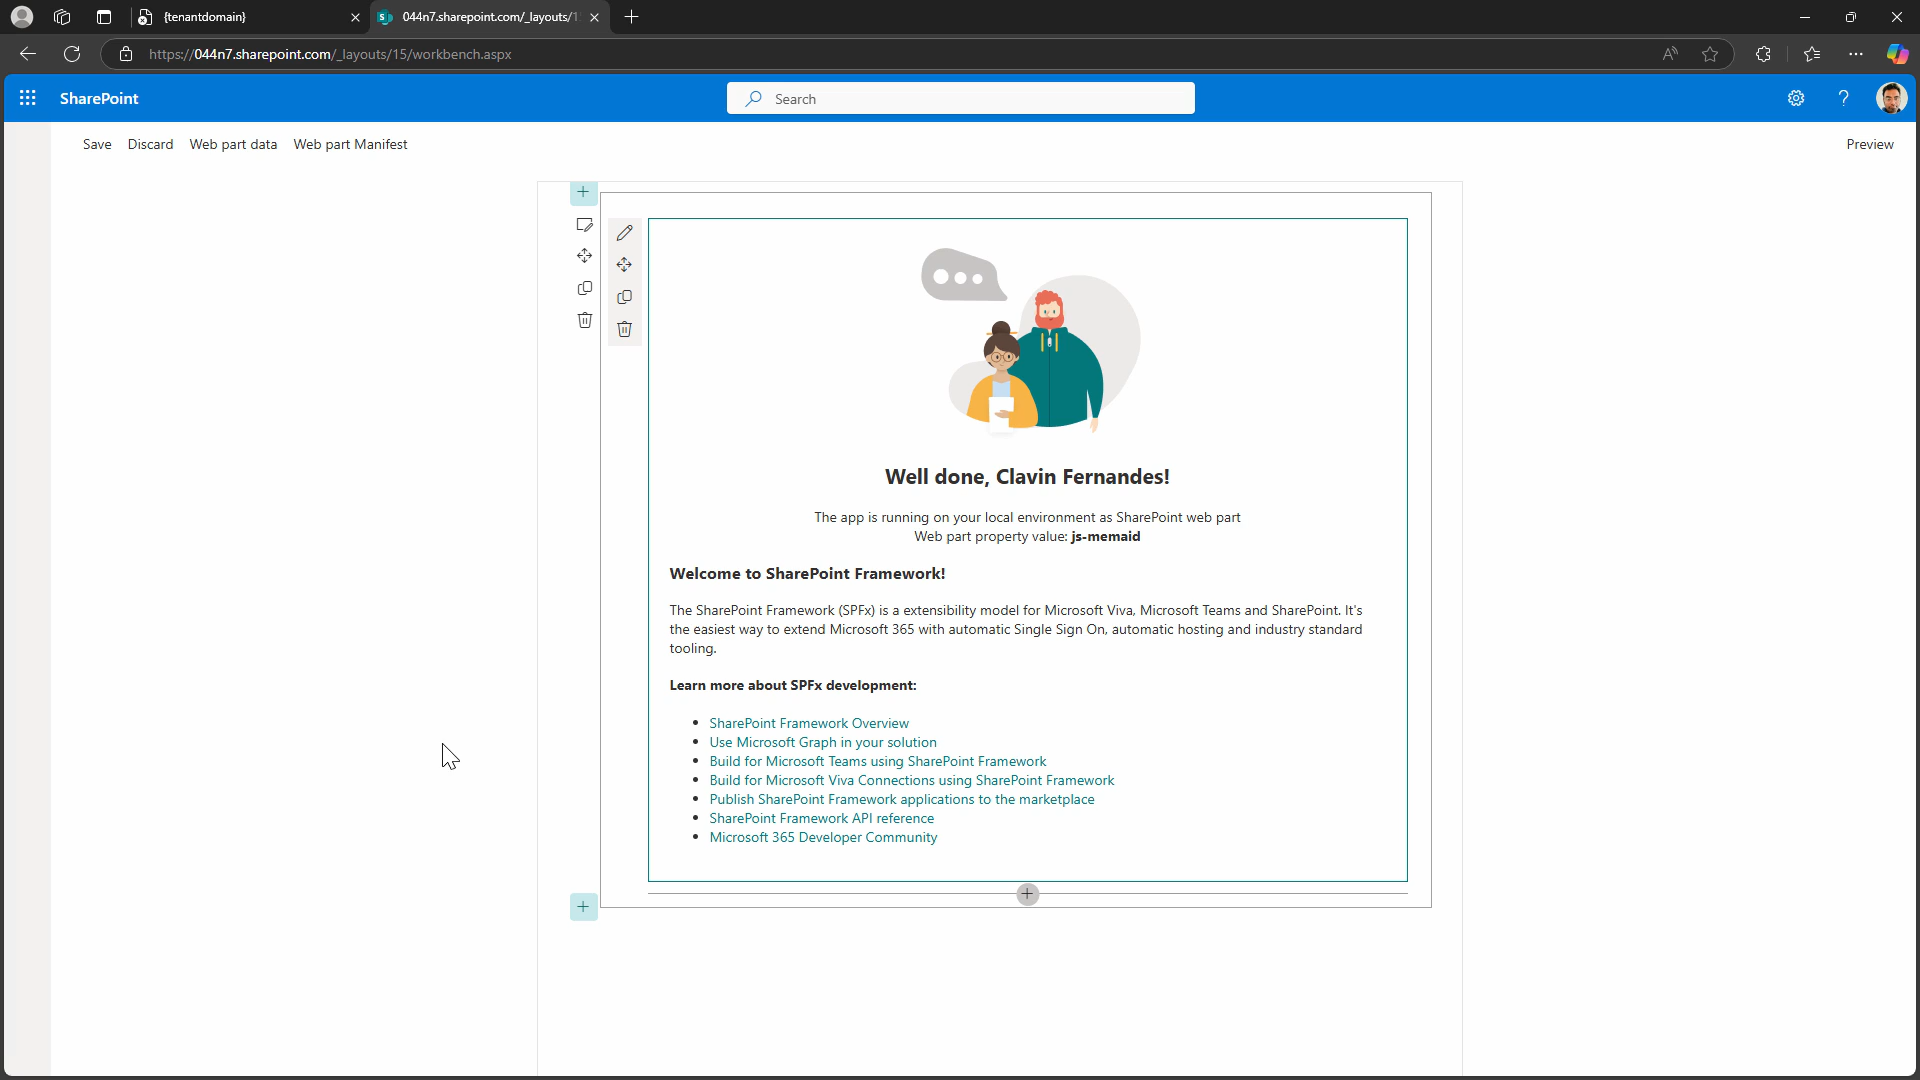 {tenantdomain}
044n7.sharepoint.com/_layouts/1
https://044n7.sharepoint.com/_layouts/15/workbench.aspx
SharePoint
Search
Save Discard Web part data Web part Manifest
Preview
Well done, Clavin Fernandes!
The app is running on your local environment as SharePoint web part
Web part property value: js-memaid
Welcome to SharePoint Framework!
The SharePoint Framework (SPFx) is a extensibility model for Microsoft Viva, Microsoft Teams and SharePoint. It's
the easiest way to extend Microsoft 365 with automatic Single Sign On, automatic hosting and industry standard
tooling.
Learn more about SPFx development:
SharePoint Framework Overview
Use Microsoft Graph in your solution
Build for Microsoft Teams using SharePoint Framework
Build for Microsoft Viva Connections using SharePoint Framework
Publish SharePoint Framework applications to the marketplace
SharePoint Framework API reference
Microsoft 365 Developer Community